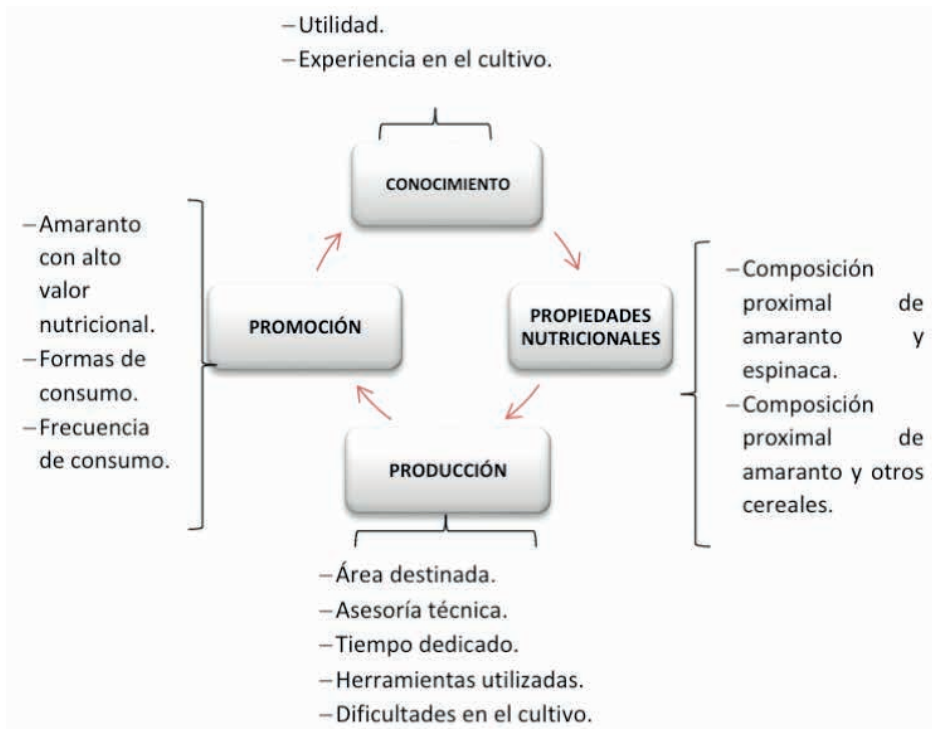 –Utilidad.
–Experiencia en el cultivo.
CONOCIMIENTO
–Amaranto
con alto
valor
nutricional.
–Formas de
consumo.
–Frecuencia
de consumo.
PROMOCIÓN
PROPIEDADES
NUTRICIONALES
–Composición
proximal de
amaranto y
espinaca.
–Composición
proximal de
amaranto y otros
cereales.
PRODUCCIÓN
–Área destinada.
–Asesoría técnica.
–Tiempo dedicado.
–Herramientas utilizadas.
–Dificultades en el cultivo.